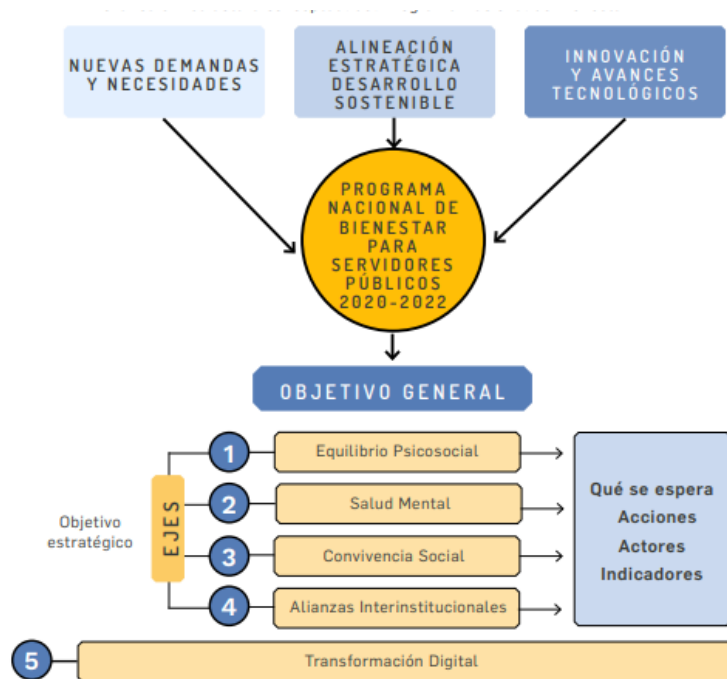 NUEVAS DEMANDAS
Y NECESIDADES
ALINEACIÓN
ESTRATÉGICA
DESARROLLO
SOSTENIBLE
INNOVACIÓN
Y AVANCES
TECNOLÓGICOS
PROGRAMA
NACIONAL DE
BIENESTAR
PARA
SERVIDORES
PÚBLICOS
2020-2022
OBJETIVO GENERAL
Objetivo
estratégico
EJES
1 Equilibrio Psicosocial
2 Salud Mental
3 Convivencia Social
4 Alianzas Interinstitucionales
Qué se espera
Acciones
Actores
Indicadores
5 Transformación Digital